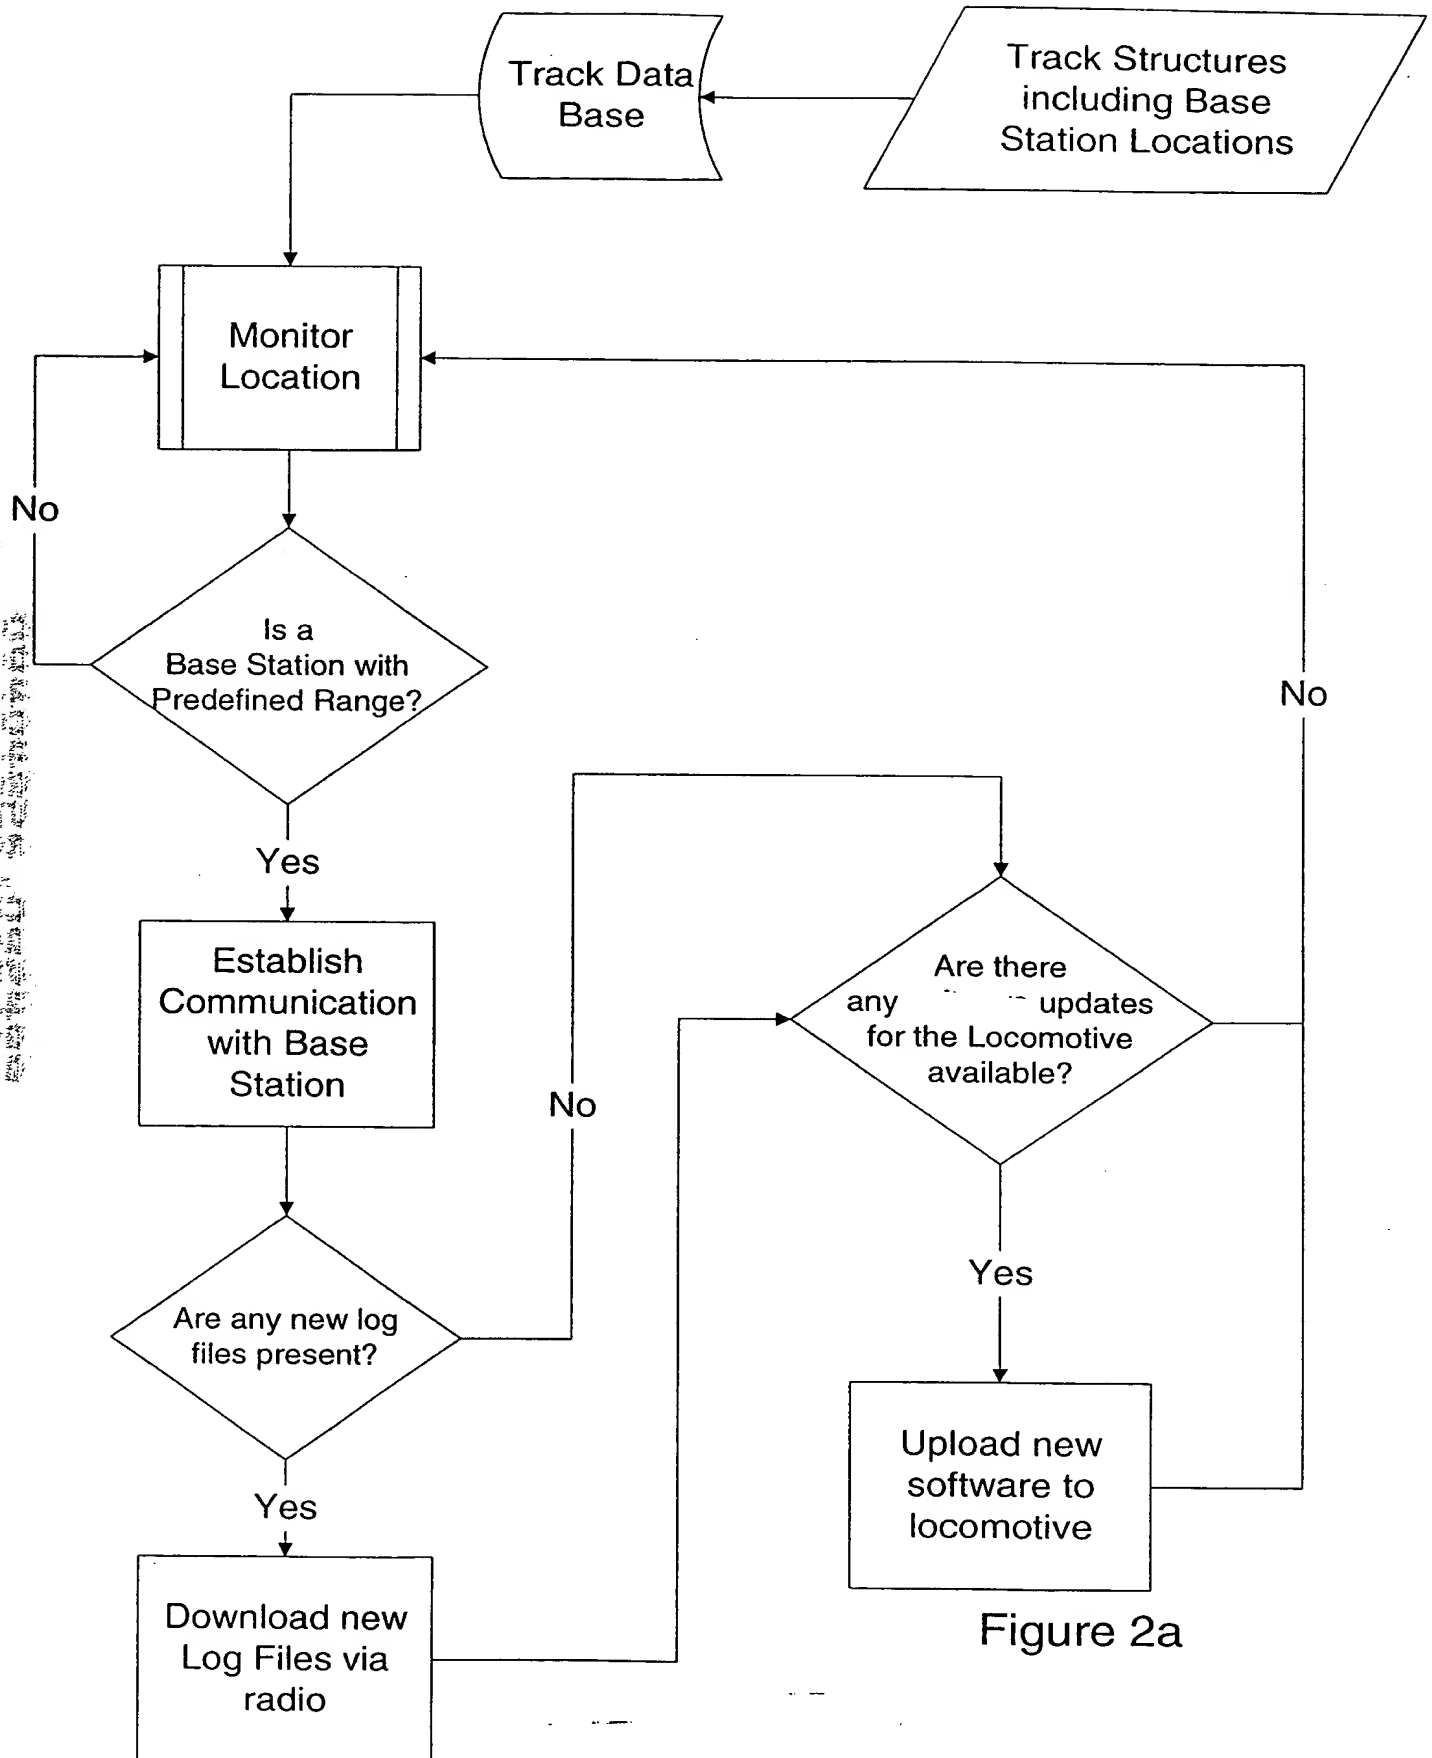 Track Data
Base
Track Structures
including Base
Station Locations
Monitor
Location
No
Is a
Base Station with
Predefined Range?
No
Yes
Establish
Communication
with Base
Station
Are there
any updates
for the Locomotive
available?
No
Yes
Are any new log
files present?
Upload new
software to
locomotive
Yes
Download new
Log Files via
radio
Figure 2a